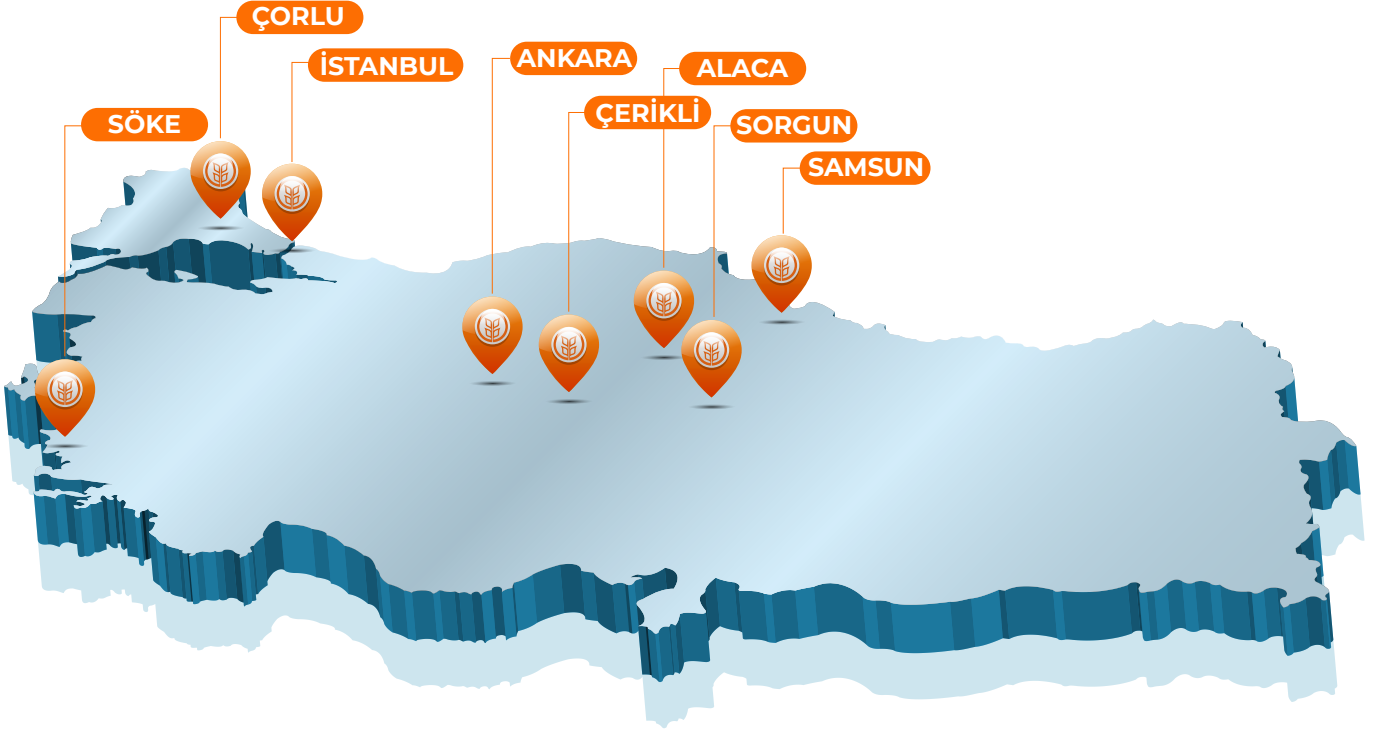 ÇORLU
İSTANBUL
ANKARA
ALACA
SÖKE
ÇERİKLİ
SORGUN
SAMSUN